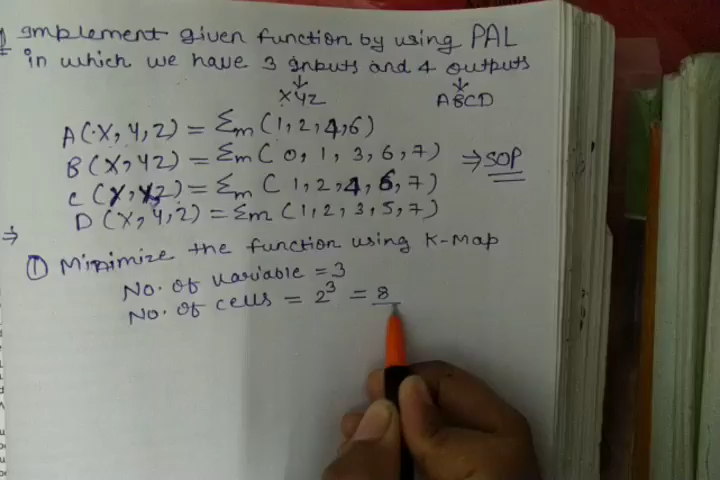 Implement given function by using PAL
in which we have 3 inputs and 4 outputs
↓ ↓
XYZ ABCD
A(X, Y, Z) = Σm (1, 2, 4, 6)
B(X, YZ) = Σm ( 0, 1, 3, 6, 7) ⇒ SOP
C(X, YZ) = Σm ( 1, 2, 4, 6, 7)
D(X, Y, Z) = Σm (1, 2, 3, 5, 7)
⇒
① Minimize the function using K-Map
No. of variable = 3
No. of cells = 2³ = 8